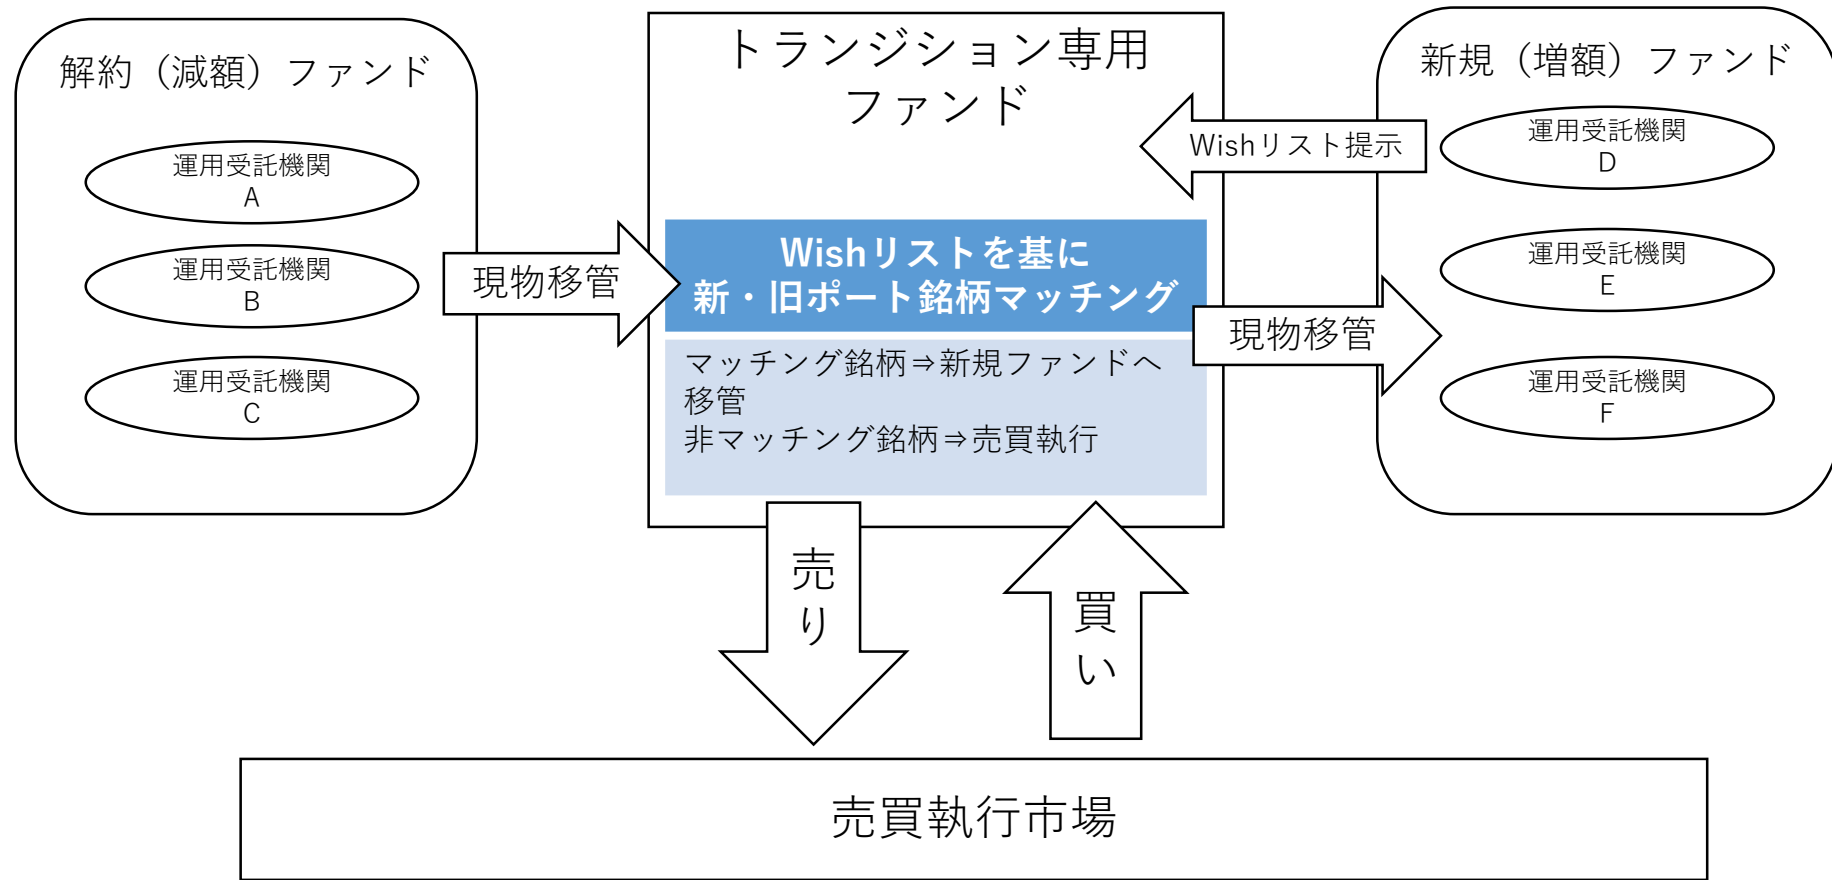 解約（減額）ファンド
運用受託機関
A
運用受託機関
B
運用受託機関
C
現物移管
トランジション専用
ファンド
Wishリストを基に
新・旧ポート銘柄マッチング
マッチング銘柄⇒新規ファンドへ
移管
非マッチング銘柄⇒売買執行
Wishリスト提示
現物移管
新規（増額）ファンド
運用受託機関
D
運用受託機関
E
運用受託機関
F
売り
買い
売買執行市場